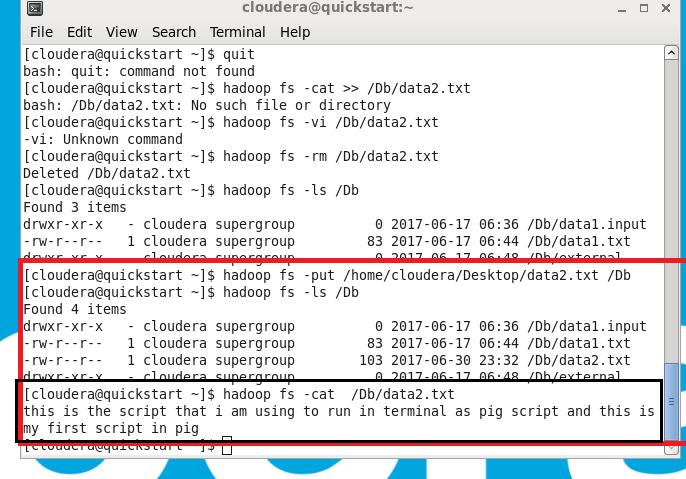 cloudera@quickstart:~
File Edit View Search Terminal Help
[cloudera@quickstart ~]$ quit
bash: quit: command not found
[cloudera@quickstart ~]$ hadoop fs -cat >> /Db/data2.txt
bash: /Db/data2.txt: No such file or directory
[cloudera@quickstart ~]$ hadoop fs -vi /Db/data2.txt
-vi: Unknown command
[cloudera@quickstart ~]$ hadoop fs -rm /Db/data2.txt
Deleted /Db/data2.txt
[cloudera@quickstart ~]$ hadoop fs -ls /Db
Found 3 items
drwxr-xr-x   - cloudera supergroup          0 2017-06-17 06:36 /Db/data1.input
-rw-r--r--   1 cloudera supergroup         83 2017-06-17 06:44 /Db/data1.txt
drwxr-xr-x   - cloudera supergroup          0 2017-06-17 06:48 /Db/external
[cloudera@quickstart ~]$ hadoop fs -put /home/cloudera/Desktop/data2.txt /Db
[cloudera@quickstart ~]$ hadoop fs -ls /Db
Found 4 items
drwxr-xr-x   - cloudera supergroup          0 2017-06-17 06:36 /Db/data1.input
-rw-r--r--   1 cloudera supergroup         83 2017-06-17 06:44 /Db/data1.txt
-rw-r--r--   1 cloudera supergroup        103 2017-06-30 23:32 /Db/data2.txt
drwxr-xr-x   - cloudera supergroup          0 2017-06-17 06:48 /Db/external
[cloudera@quickstart ~]$ hadoop fs -cat  /Db/data2.txt
this is the script that i am using to run in terminal as pig script and this is
my first script in pig
[cloudera@quickstart ~]$